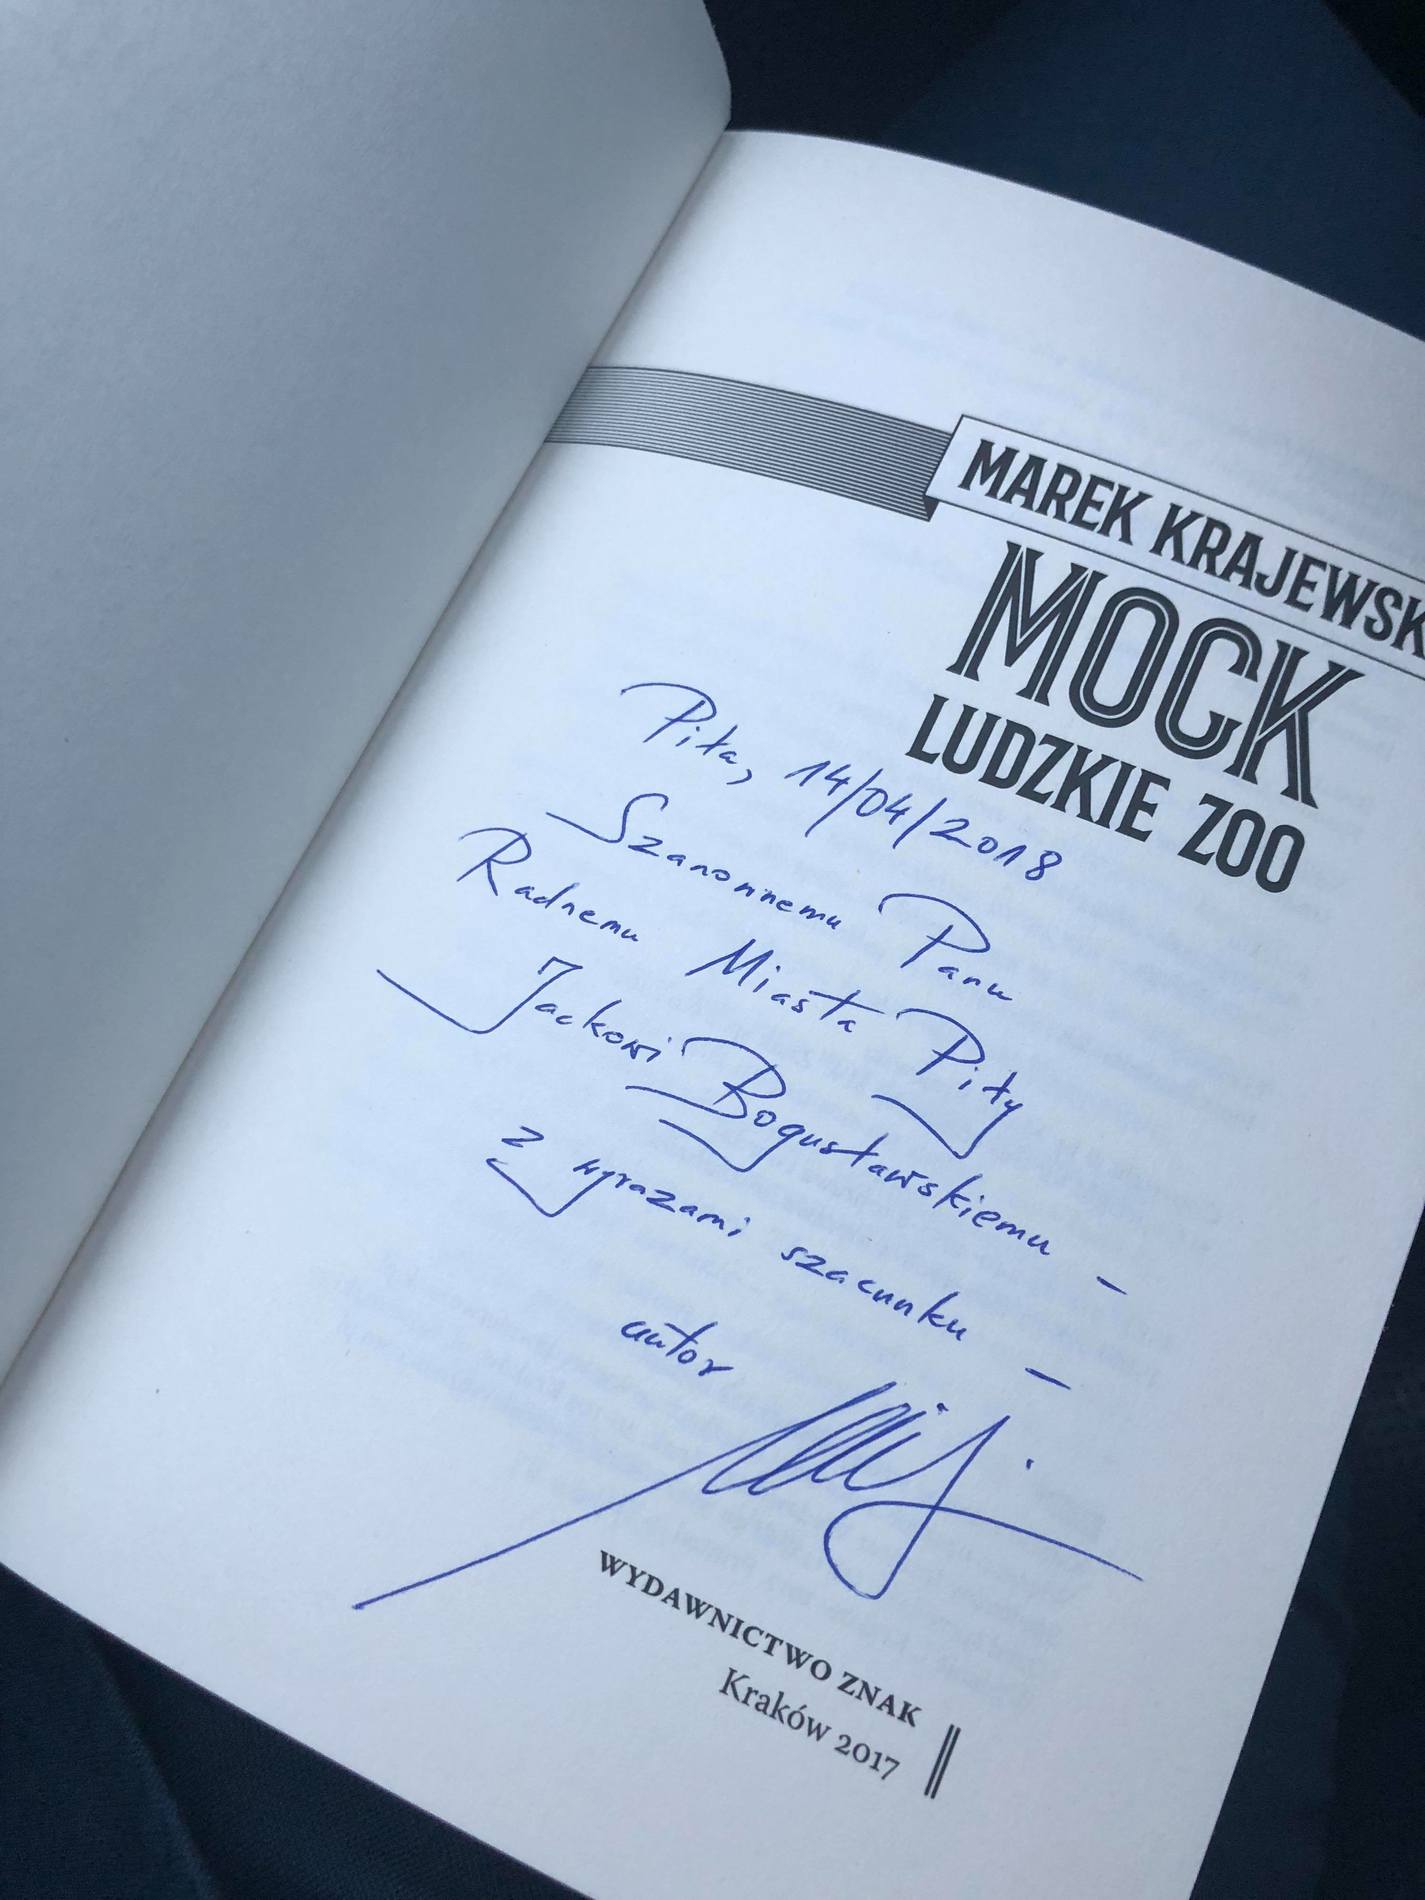 MAREK KRAJEWSK
MOCK
LUDZKIE ZOO
Piła, 14/04/2018
Szanownemu Panu
Radnemu Miasta Piły
Jackowi Bogusławskiemu –
z wyrazami szacunku –
autor
WYDAWNICTWO ZNAK
Kraków 2017